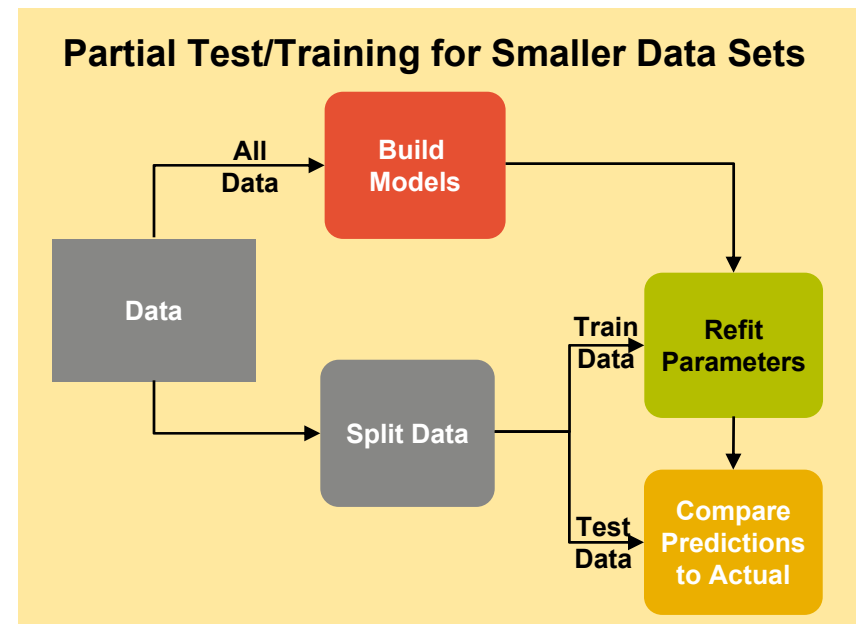 Partial Test/Training for Smaller Data Sets
All
Data
Build
Models
Data
Train
Data
Refit
Parameters
Split Data
Test
Data
Compare
Predictions
to Actual